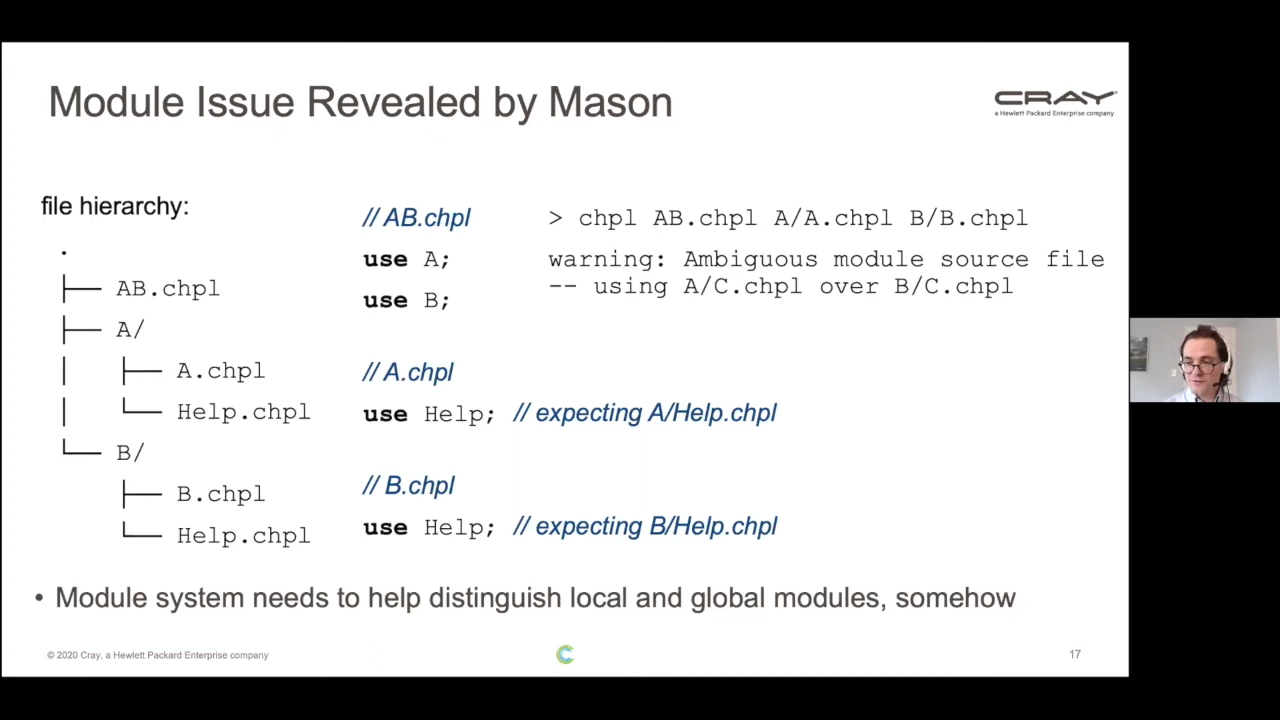 Module Issue Revealed by Mason
CRAY
a Hewlett Packard Enterprise company
file hierarchy:
.
├── AB.chpl
├── A/
│   ├── A.chpl
│   └── Help.chpl
└── B/
    ├── B.chpl
    └── Help.chpl
// AB.chpl
use A;
use B;
// A.chpl
use Help; // expecting A/Help.chpl
// B.chpl
use Help; // expecting B/Help.chpl
> chpl AB.chpl A/A.chpl B/B.chpl
warning: Ambiguous module source file
-- using A/C.chpl over B/C.chpl
• Module system needs to help distinguish local and global modules, somehow
© 2020 Cray, a Hewlett Packard Enterprise company
17